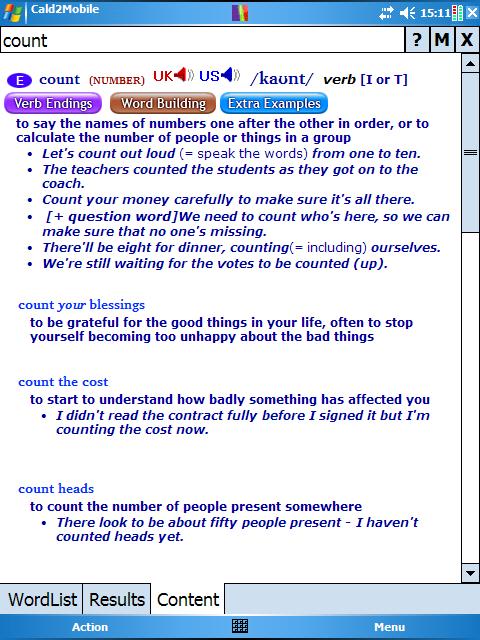 Cald2Mobile 15:11
count ? M X
E count (NUMBER) UK US /kaʊnt/ verb [I or T]
Verb Endings Word Building Extra Examples
to say the names of numbers one after the other in order, or to
calculate the number of people or things in a group
• Let's count out loud (= speak the words) from one to ten.
• The teachers counted the students as they got on to the
coach.
• Count your money carefully to make sure it's all there.
• [+ question word]We need to count who's here, so we can
make sure that no one's missing.
• There'll be eight for dinner, counting(= including) ourselves.
• We're still waiting for the votes to be counted (up).
count your blessings
to be grateful for the good things in your life, often to stop
yourself becoming too unhappy about the bad things
count the cost
to start to understand how badly something has affected you
• I didn't read the contract fully before I signed it but I'm
counting the cost now.
count heads
to count the number of people present somewhere
• There look to be about fifty people present - I haven't
counted heads yet.
WordList Results Content
Action Menu